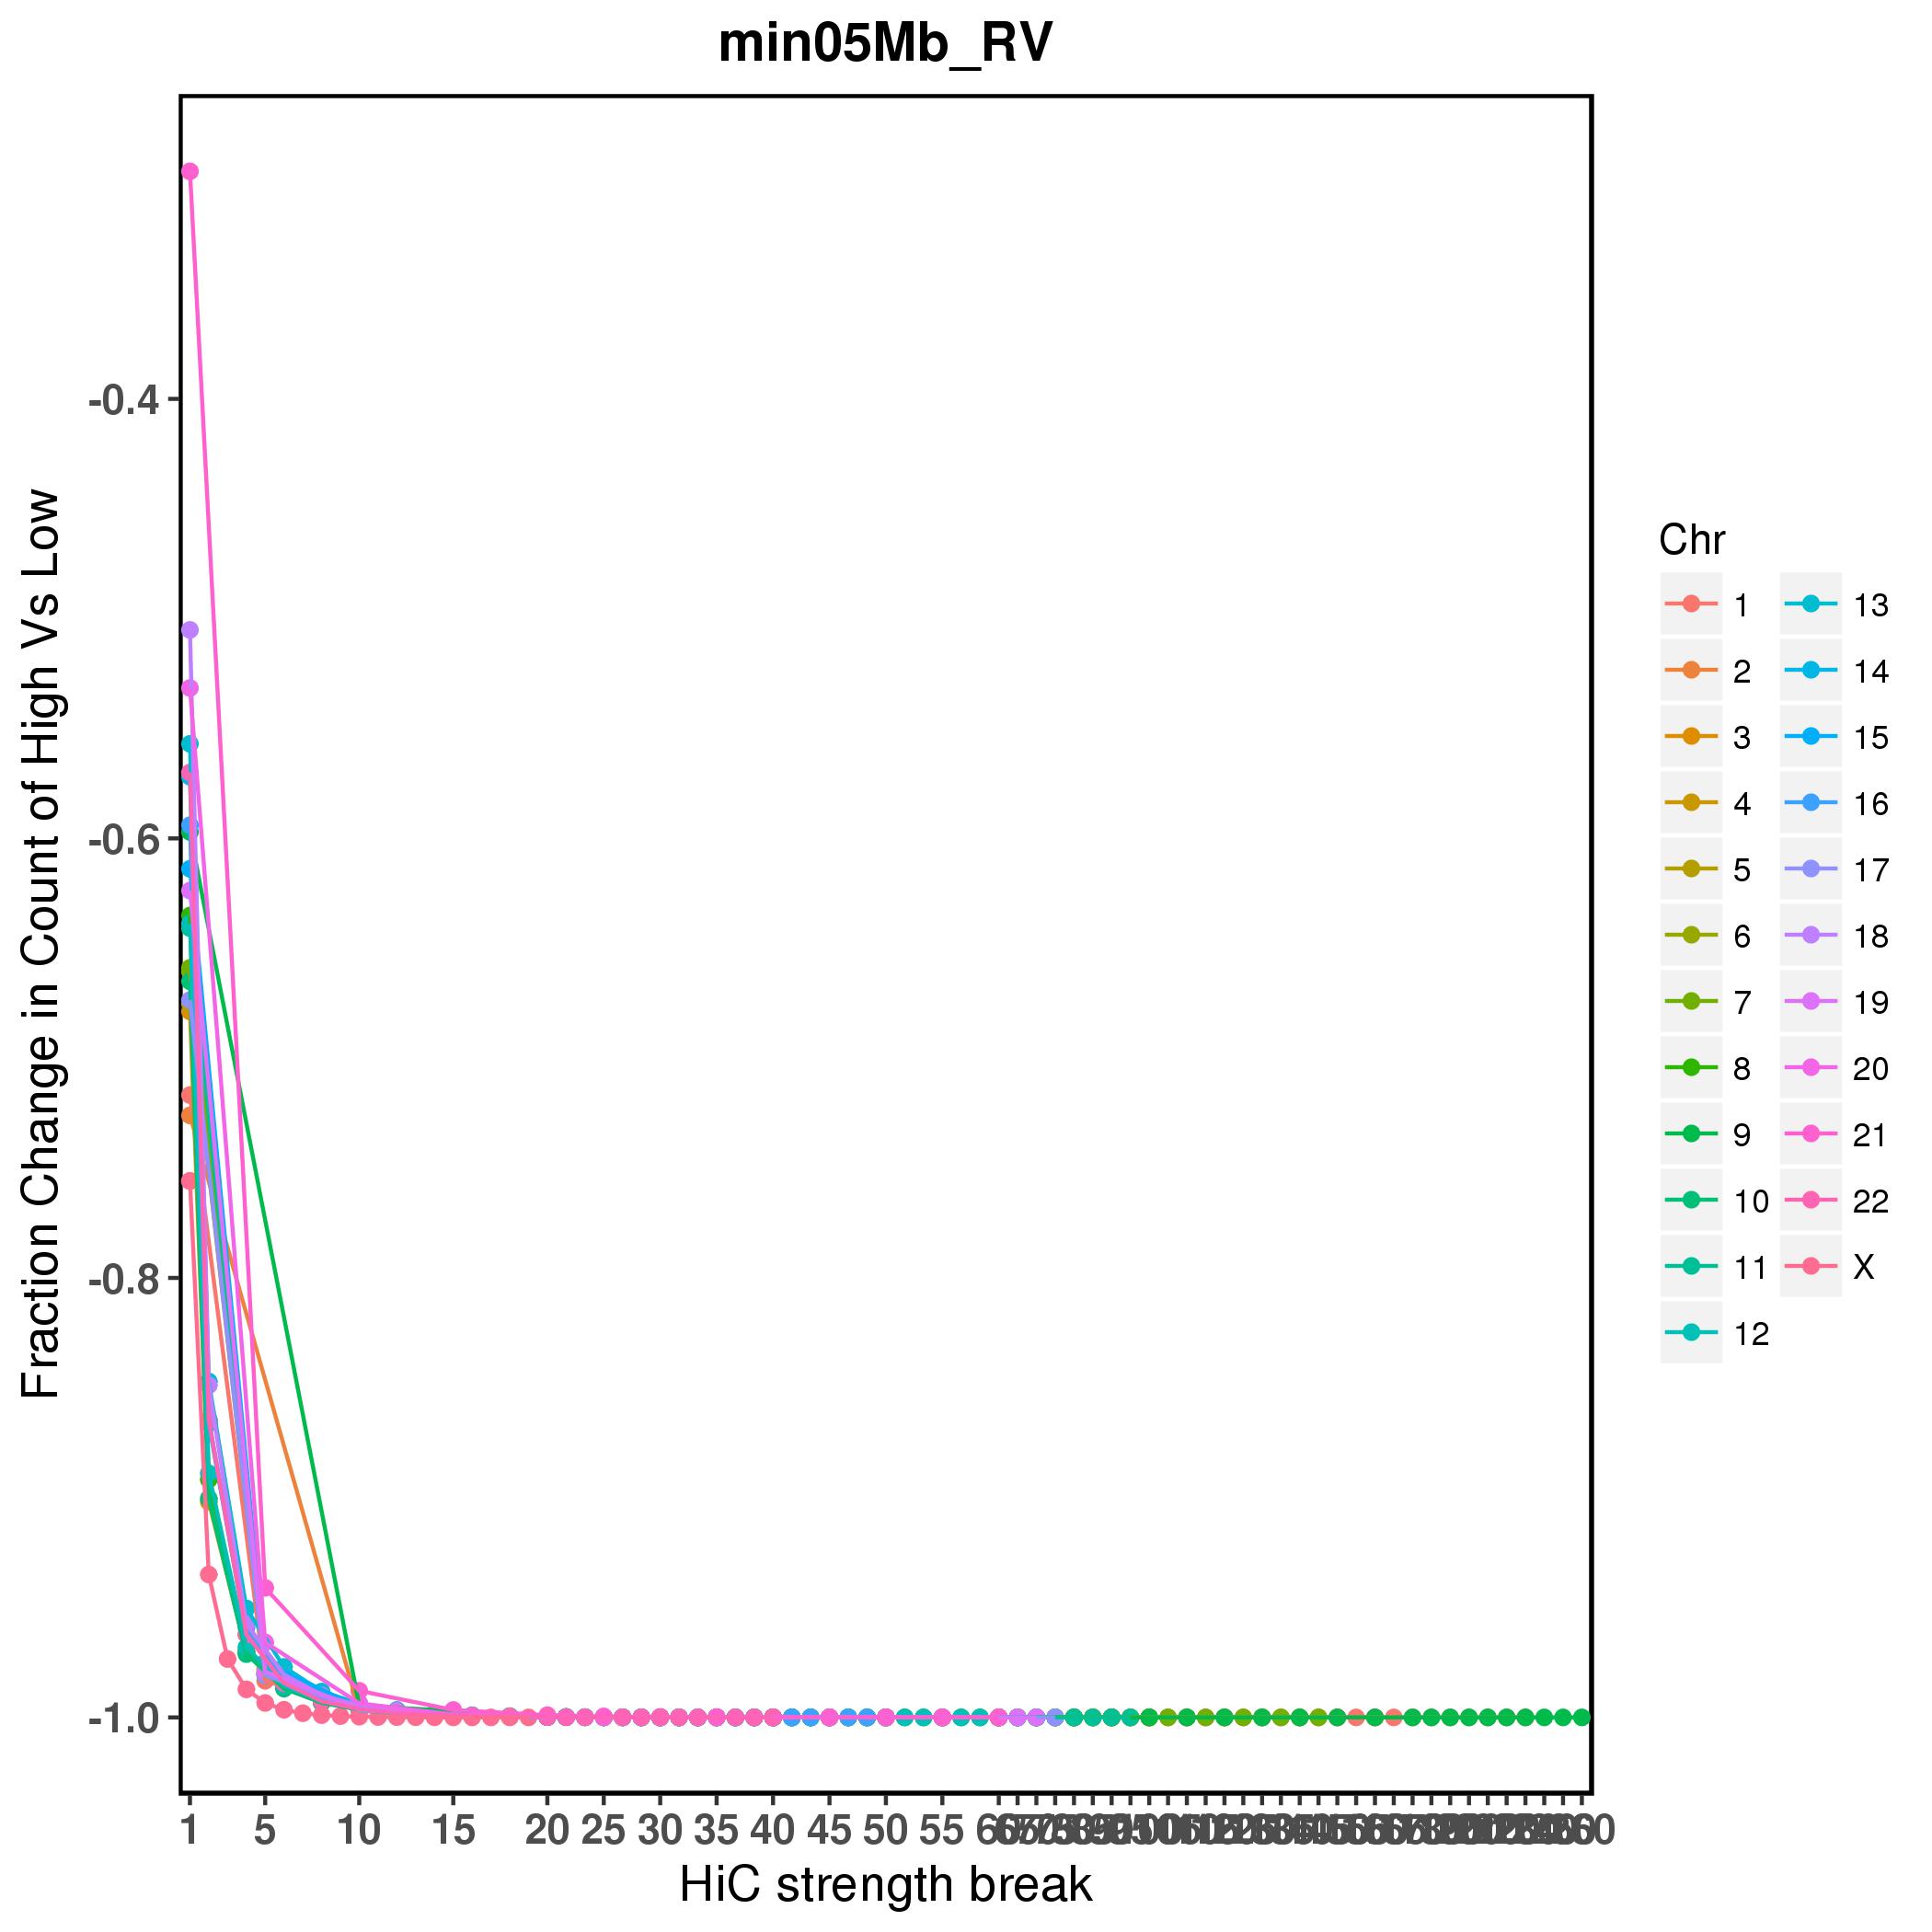 min05Mb_RV
Fraction Change in Count of High Vs Low
-0.4
-0.6
-0.8
-1.0
1 5 10 15 20 25 30 35 40 45 50 55
HiC strength break
Chr
1 13
2 14
3 15
4 16
5 17
6 18
7 19
8 20
9 21
10 22
11 X
12